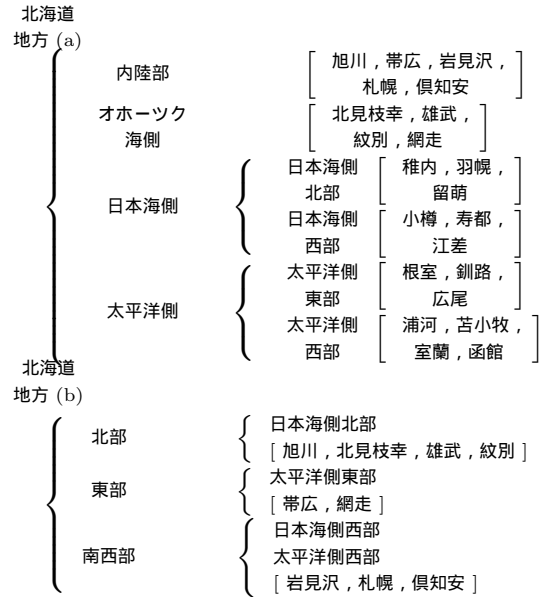 北海道
地方 (a)
内陸部
旭川，帯広，岩見沢，
札幌，倶知安
オホーツク
海側
北見枝幸，雄武，
紋別，網走
日本海側
日本海側
北部
稚内，羽幌，
留萌
日本海側
西部
小樽，寿都，
江差
太平洋側
太平洋側
東部
根室，釧路，
広尾
太平洋側
西部
浦河，苫小牧，
室蘭，函館
北海道
地方 (b)
北部
日本海側北部
[ 旭川，北見枝幸，雄武，紋別 ]
東部
太平洋側東部
[ 帯広，網走 ]
南西部
日本海側西部
太平洋側西部
[ 岩見沢，札幌，倶知安 ]